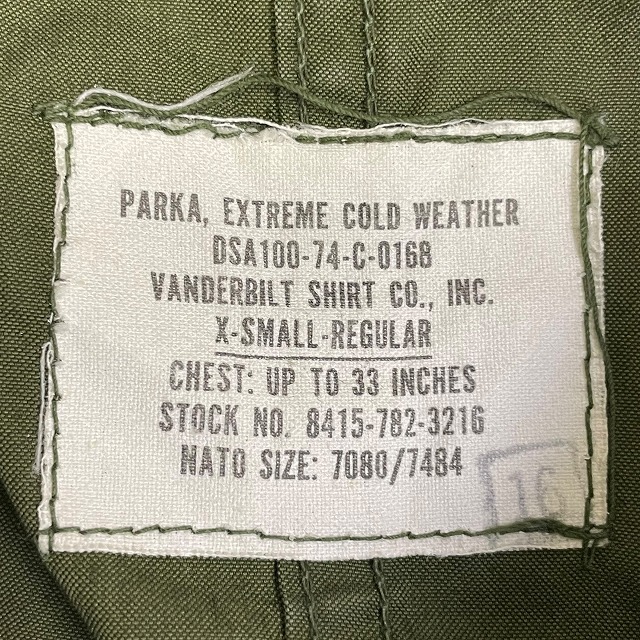 PARKA, EXTREME COLD WEATHER
DSA100-74-C-0168
VANDERBILT SHIRT CO., INC.
X-SMALL-REGULAR
CHEST: UP TO 33 INCHES
STOCK NO. 8415-782-3216
NATO SIZE: 7080/7484
16